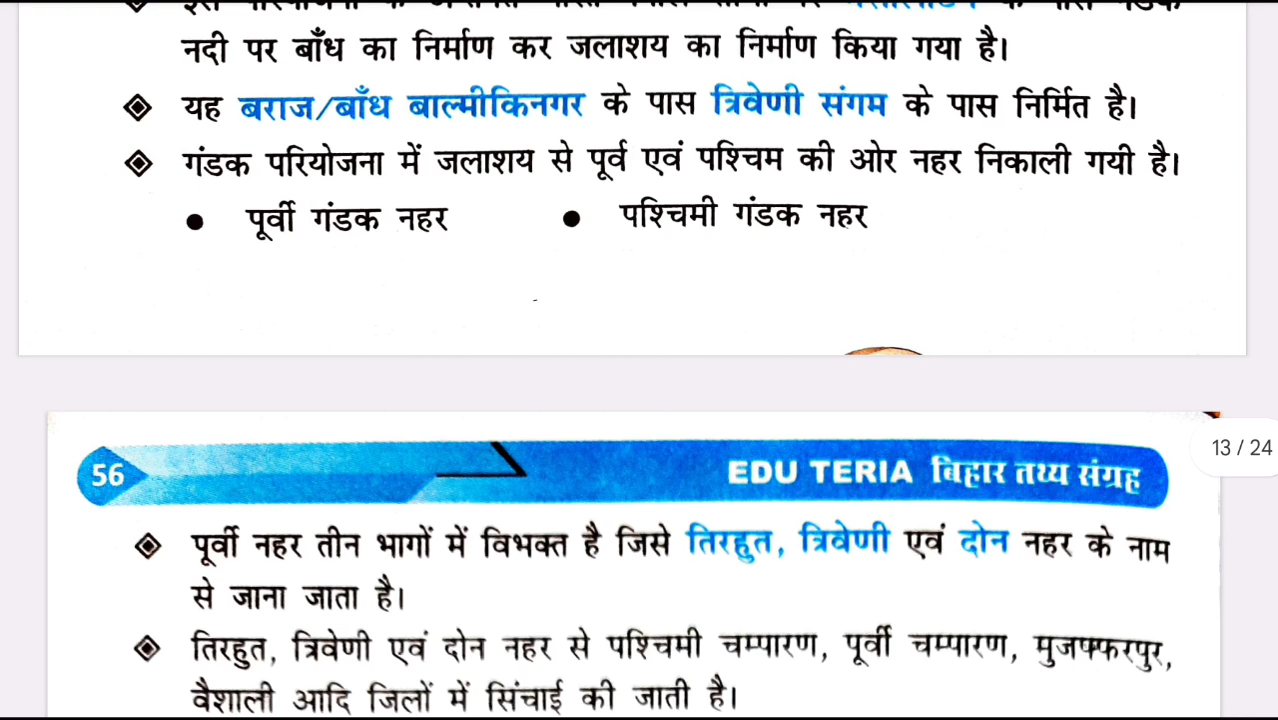 नदी पर बाँध का निर्माण कर जलाशय का निर्माण किया गया है।
यह बराज/बाँध बाल्मीकिनगर के पास त्रिवेणी संगम के पास निर्मित है।
गंडक परियोजना में जलाशय से पूर्व एवं पश्चिम की ओर नहर निकाली गयी है।
• पूर्वी गंडक नहर • पश्चिमी गंडक नहर
13 / 24
56 EDU TERIA बिहार तथ्य संग्रह
पूर्वी नहर तीन भागों में विभक्त है जिसे तिरहुत, त्रिवेणी एवं दोन नहर के नाम
से जाना जाता है।
तिरहुत, त्रिवेणी एवं दोन नहर से पश्चिमी चम्पारण, पूर्वी चम्पारण, मुजफ्फरपुर,
वैशाली आदि जिलों में सिंचाई की जाती है।